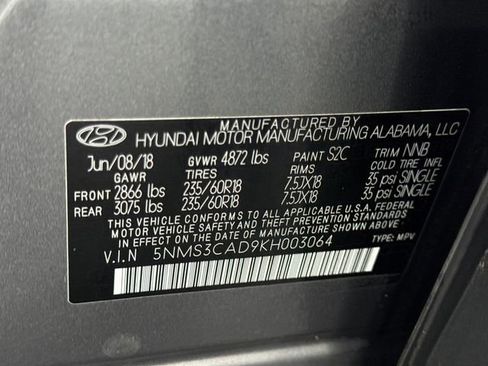 MANUFACTURED BY
HYUNDAI MOTOR MANUFACTURING ALABAMA, LLC
Jun/08/18 GVWR 4872 lbs PAINT S2C TRIM NNB
GAWR TIRES RIMS COLD TIRE INFL
FRONT 2866 lbs 235/60R18 7.5JX18 35 psi SINGLE
REAR 3075 lbs 235/60R18 7.5JX18 35 psi SINGLE
THIS VEHICLE CONFORMS TO ALL APPLICABLE U.S.A. FEDERAL
MOTOR VEHICLE SAFETY AND THEFT PREVENTION STANDARDS
IN EFFECT ON THE DATE OF MANUFACTURE SHOWN ABOVE.
V.I.N 5NMS3CAD9KH003064 TYPE: MPV